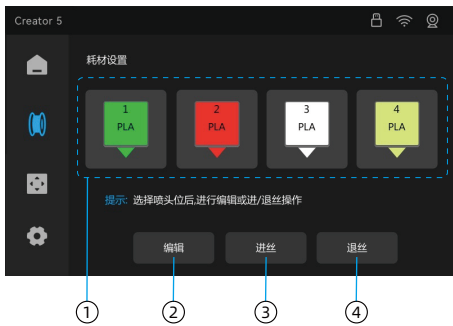 Creator 5
耗材设置
1 2 3 4
PLA PLA PLA PLA
提示: 选择喷头位后,进行编辑或进/退丝操作
编辑 进丝 退丝
① ② ③ ④